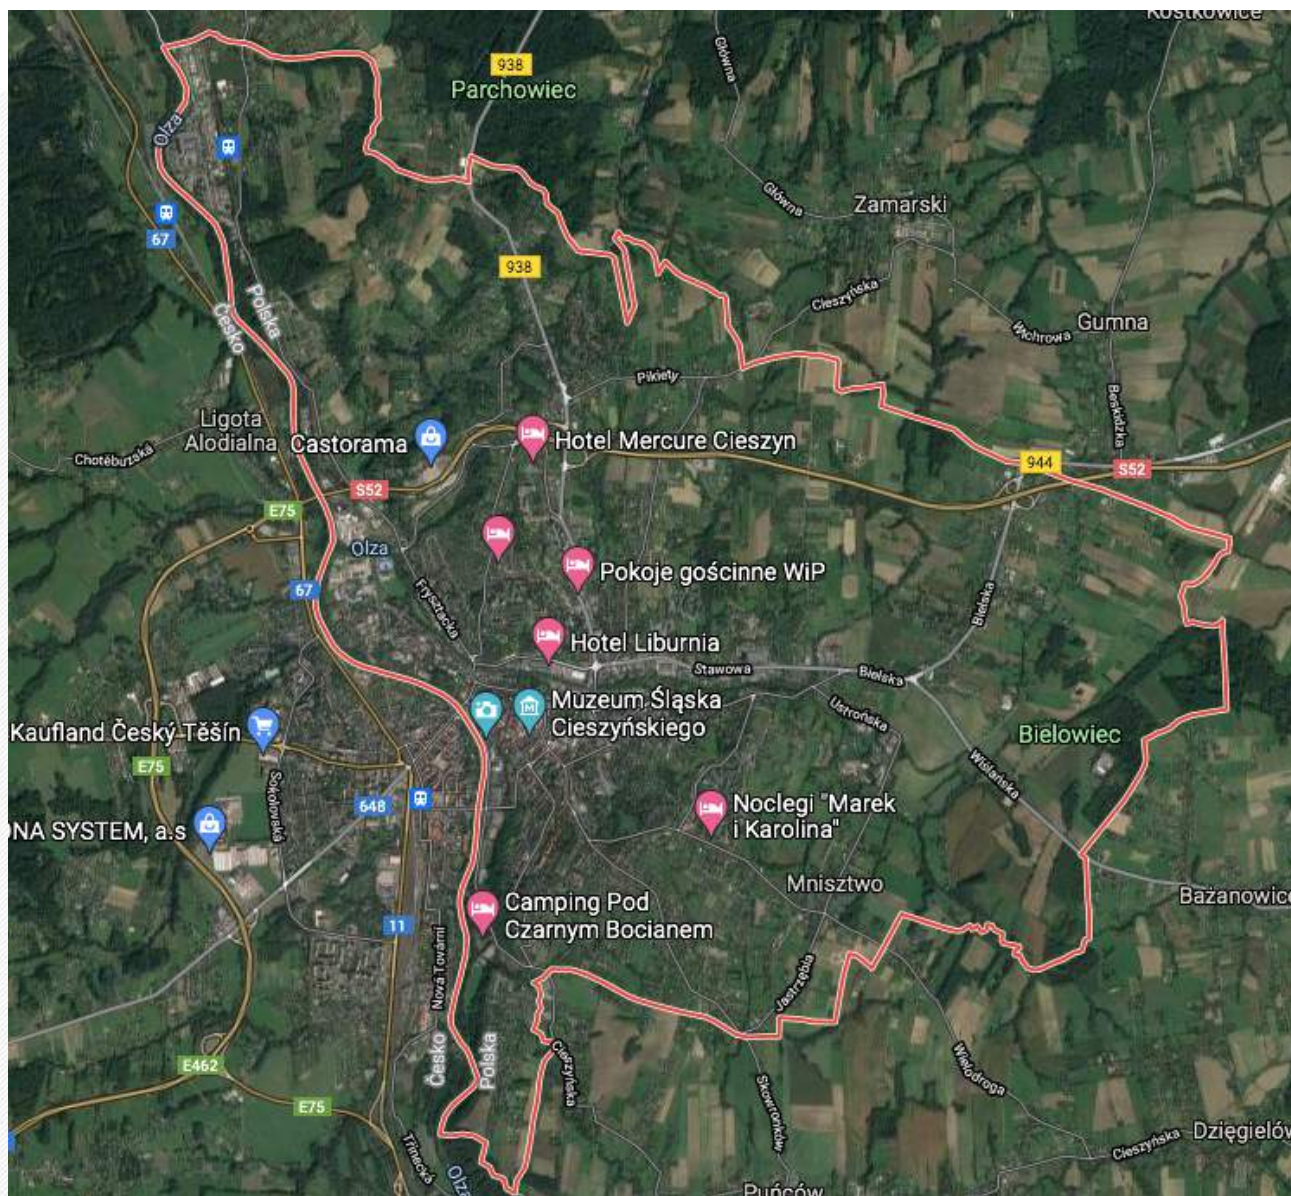 Kostkowice
Główna
938
Parchowiec
Olza
Główna
Zamarski
67
938
Cieszyńska
Polska
Česko
Wichrowa
Gumna
Pikiety
Beskidzka
Ligota
Alodialna
Castorama
Hotel Mercure Cieszyn
Chotěbuzská
944
S52
S52
E75
Olza
Pokoje gościnne WiP
67
Frysztacka
Bielska
Hotel Liburnia
Stawowa
Bielska
Muzeum Śląska
Cieszyńskiego
Ustrońska
Kaufland Český Těšín
Bielowiec
E75
Wiślańska
Sokolovská
648
Noclegi "Marek
i Karolina"
ONA SYSTEM, a.s
Mnisztwo
Bażanowice
Camping Pod
Czarnym Bocianem
11
Nová Tovární
Jastrzębia
Česko
Polska
Cieszyńska
E462
Wielodroga
Skowronków
E75
Třinecká
Olza
Cieszyńska
Dzięgielów
Puńców